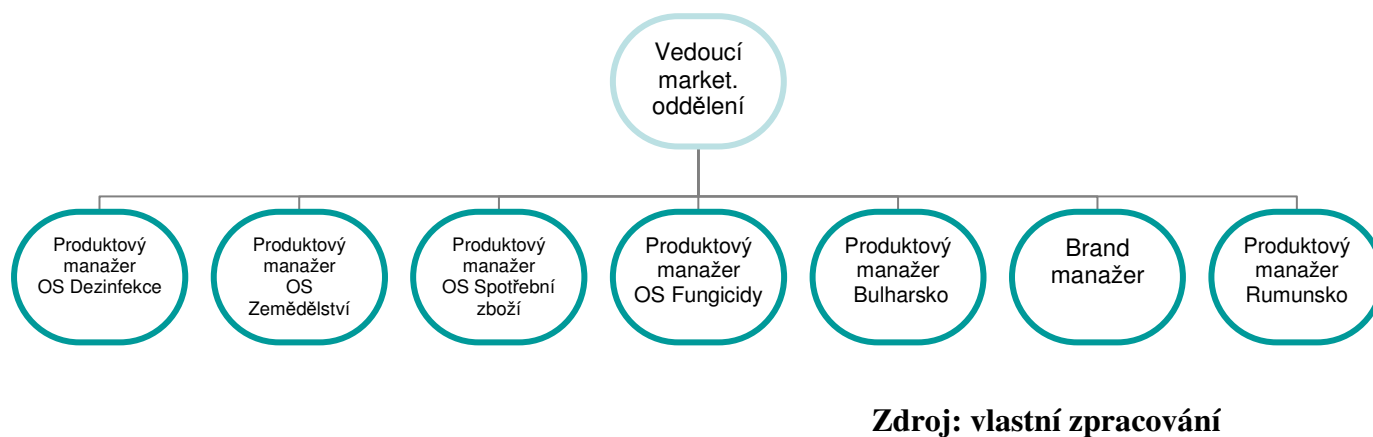 Vedoucí
market.
oddělení
Produktový
manažer
OS Dezinfekce
Produktový
manažer
OS
Zemědělství
Produktový
manažer
OS Spotřební
zboží
Produktový
manažer
OS Fungicidy
Produktový
manažer
Bulharsko
Brand
manažer
Produktový
manažer
Rumunsko
Zdroj: vlastní zpracování